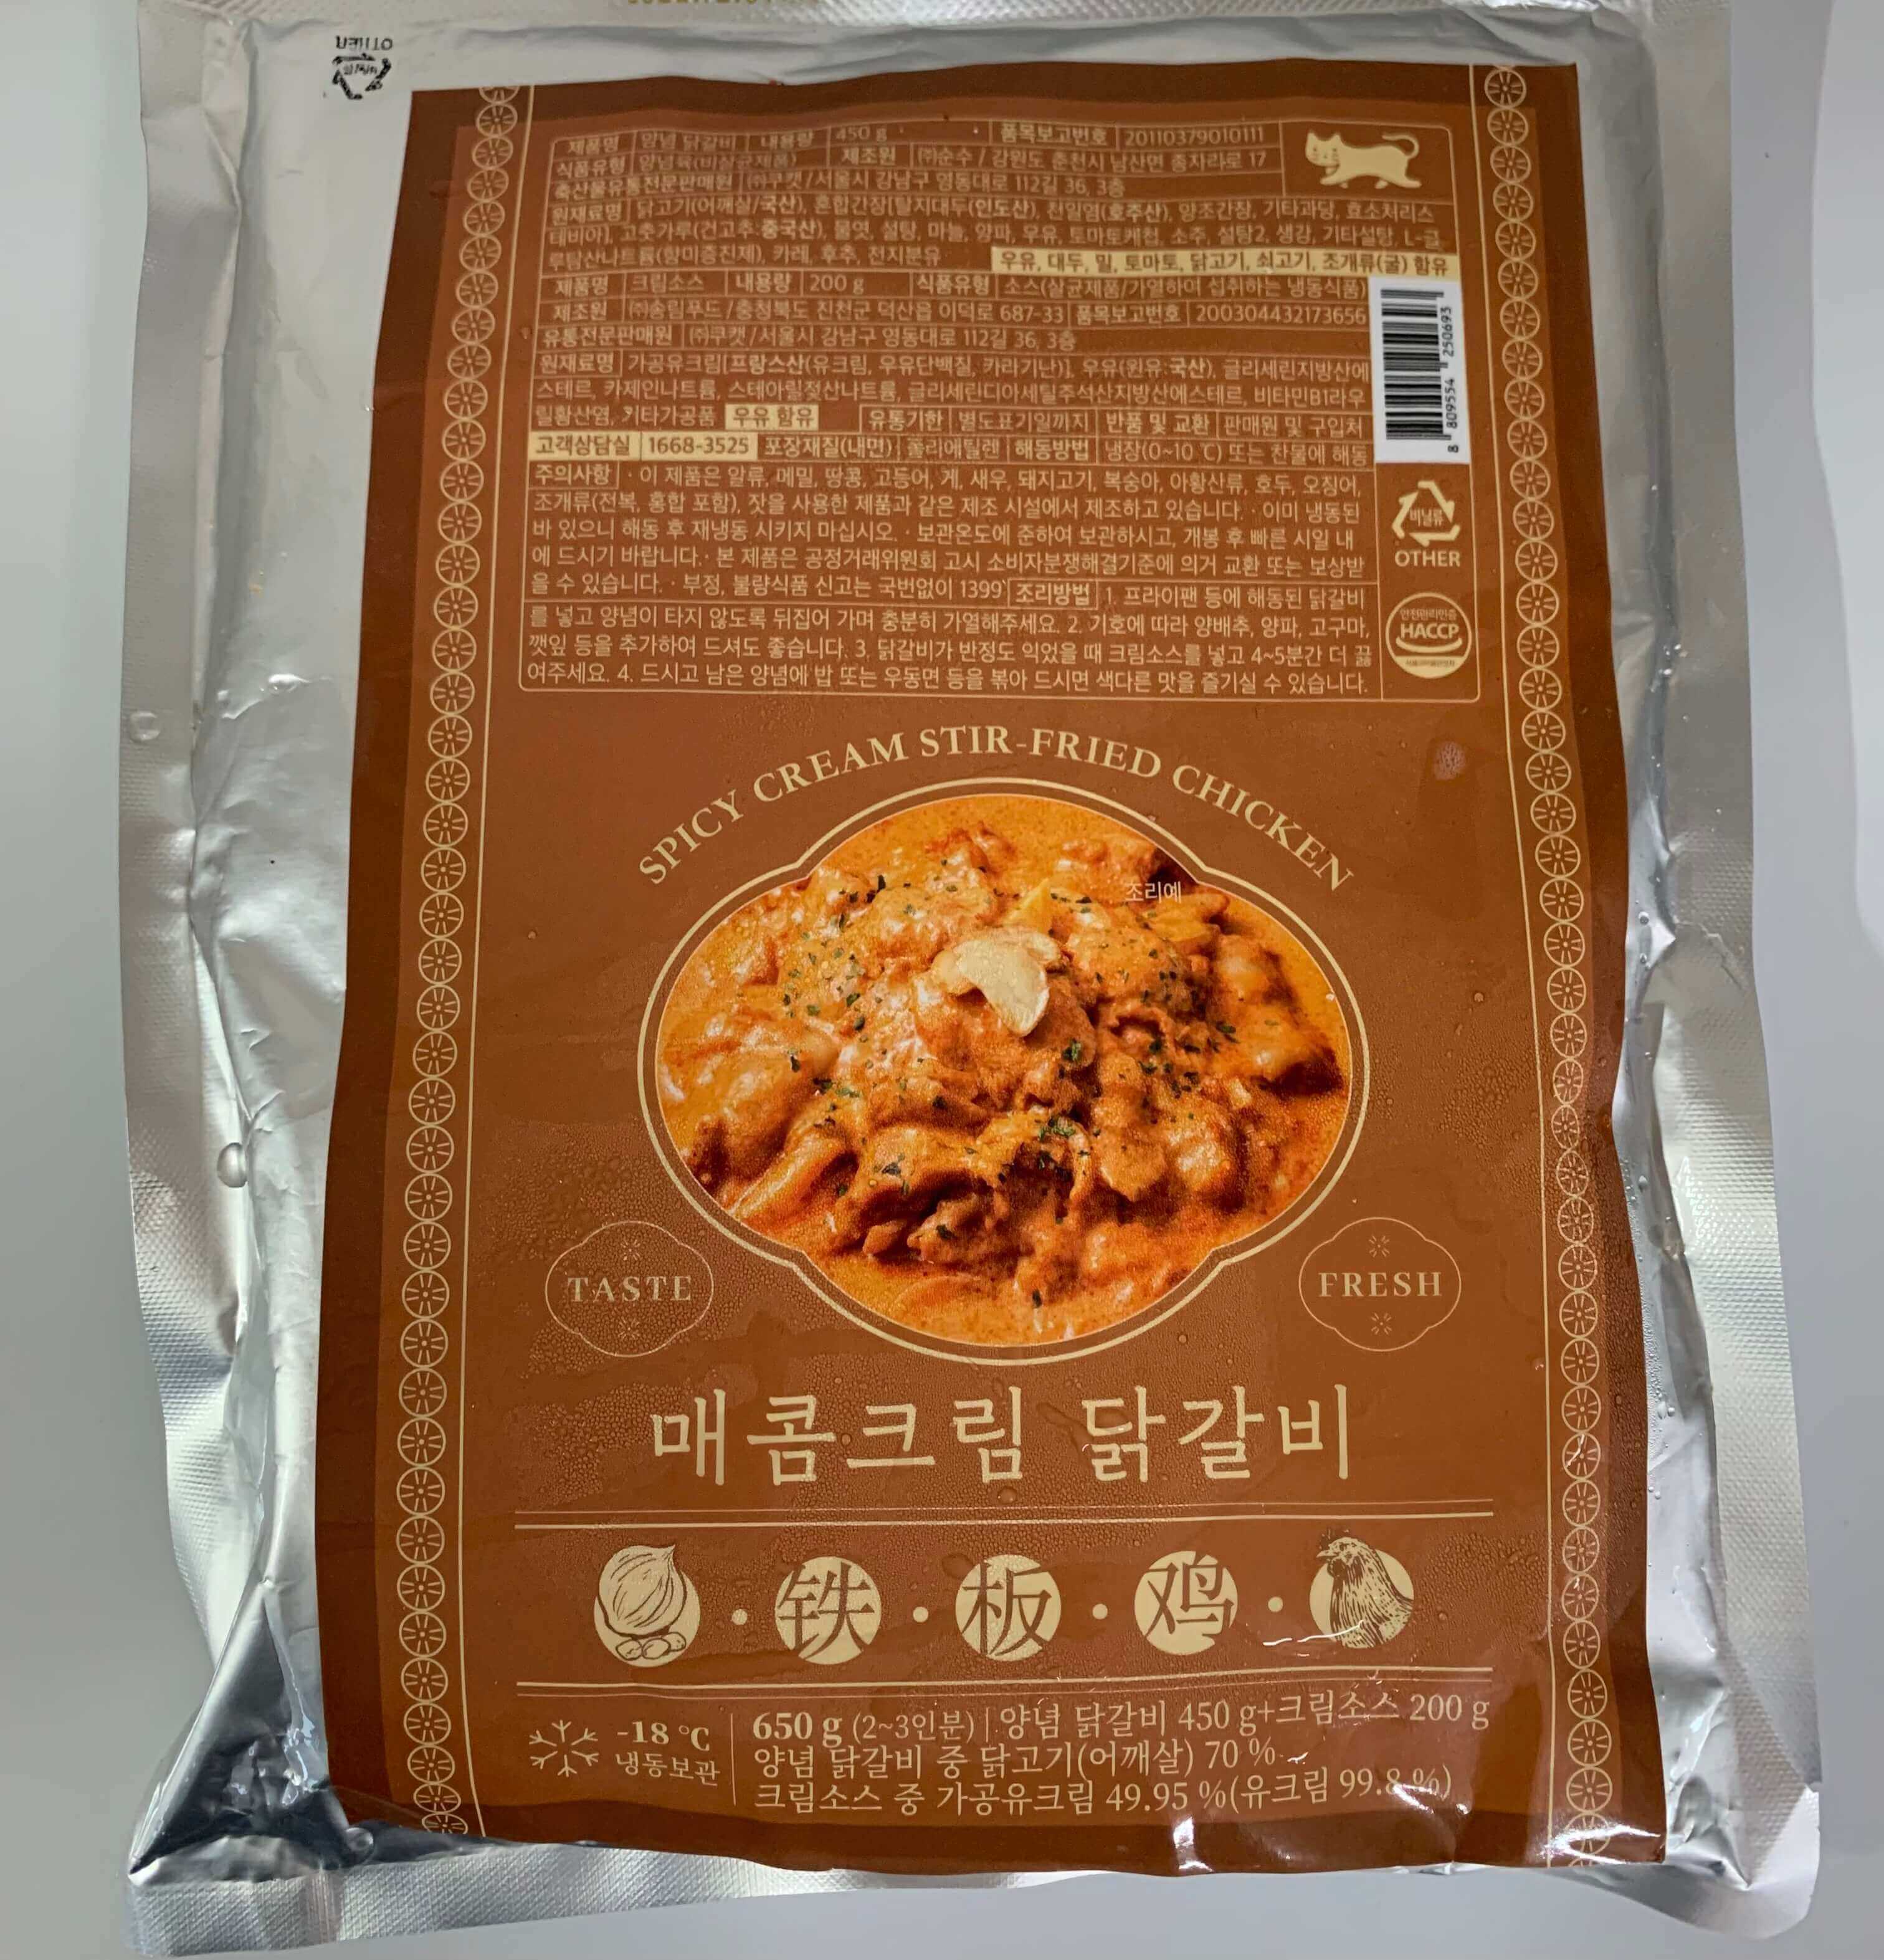 OTHER
제품명 양념 닭갈비 내용량 450 g 품목보고번호 20110379010111
식품유형 양념육(비살균제품) 제조원 ㈜순수 / 강원도 춘천시 남산면 종자리로 17
축산물유통전문판매원 ㈜쿠캣/서울시 강남구 영동대로 112길 36, 3층
원재료명 닭고기(어깨살/국산), 혼합간장[탈지대두(인도산), 천일염(호주산), 양조간장, 기타과당, 효소처리스
테비아], 고춧가루(건고추:중국산), 물엿, 설탕, 마늘, 양파, 우유, 토마토케첩, 소주, 설탕2, 생강, 기타설탕, L-글
루탐산나트륨(향미증진제), 카레, 후추, 전지분유 우유, 대두, 밀, 토마토, 닭고기, 쇠고기, 조개류(굴) 함유
제품명 크림소스 내용량 200 g 식품유형 소스(살균제품/가열하여 섭취하는 냉동식품)
제조원 ㈜송림푸드/충청북도 진천군 덕산읍 이덕로 687-33 품목보고번호 200304432173656
유통전문판매원 ㈜쿠캣/서울시 강남구 영동대로 112길 36, 3층
원재료명 가공유크림[프랑스산(유크림, 우유단백질, 카라기난)], 우유(원유:국산), 글리세린지방산에
스테르, 카제인나트륨, 스테아릴젖산나트륨, 글리세린디아세틸주석산지방산에스테르, 비타민B1라우
릴황산염, 기타가공품 우유 함유 유통기한 별도표기일까지 반품 및 교환 판매원 및 구입처
고객상담실 1668-3525 포장재질(내면) 폴리에틸렌 해동방법 냉장(0~10 ℃) 또는 찬물에 해동
주의사항 · 이 제품은 알류, 메밀, 땅콩, 고등어, 게, 새우, 돼지고기, 복숭아, 아황산류, 호두, 오징어,
조개류(전복, 홍합 포함), 잣을 사용한 제품과 같은 제조 시설에서 제조하고 있습니다. · 이미 냉동된
바 있으니 해동 후 재냉동 시키지 마십시오. · 보관온도에 준하여 보관하시고, 개봉 후 빠른 시일 내
에 드시기 바랍니다. · 본 제품은 공정거래위원회 고시 소비자분쟁해결기준에 의거 교환 또는 보상받
을 수 있습니다. · 부정, 불량식품 신고는 국번없이 1399 조리방법 1. 프라이팬 등에 해동된 닭갈비
를 넣고 양념이 타지 않도록 뒤집어 가며 충분히 가열해주세요. 2. 기호에 따라 양배추, 양파, 고구마,
깻잎 등을 추가하여 드셔도 좋습니다. 3. 닭갈비가 반정도 익었을 때 크림소스를 넣고 4~5분간 더 끓
여주세요. 4. 드시고 남은 양념에 밥 또는 우동면 등을 볶아 드시면 색다른 맛을 즐기실 수 있습니다.
8 809554 250693
비닐류
OTHER
안전관리인증
HACCP
SPICY CREAM STIR-FRIED CHICKEN
조리예
TASTE
FRESH
매콤크림 닭갈비
铁 · 板 · 鸡
-18 ℃
냉동보관
650 g (2~3인분) | 양념 닭갈비 450 g+크림소스 200 g
양념 닭갈비 중 닭고기(어깨살) 70 %
크림소스 중 가공유크림 49.95 %(유크림 99.8 %)